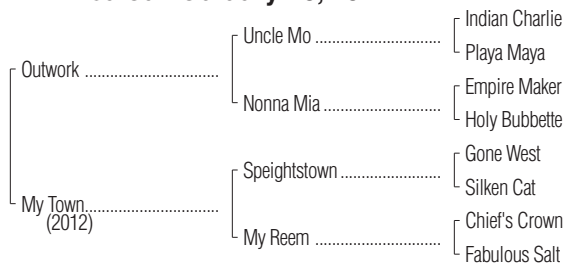 Indian Charlie
Uncle Mo
Playa Maya
Outwork
Empire Maker
Nonna Mia
Holy Bubbette
Gone West
Speightstown
Silken Cat
My Town
(2012)
Chief's Crown
My Reem
Fabulous Salt